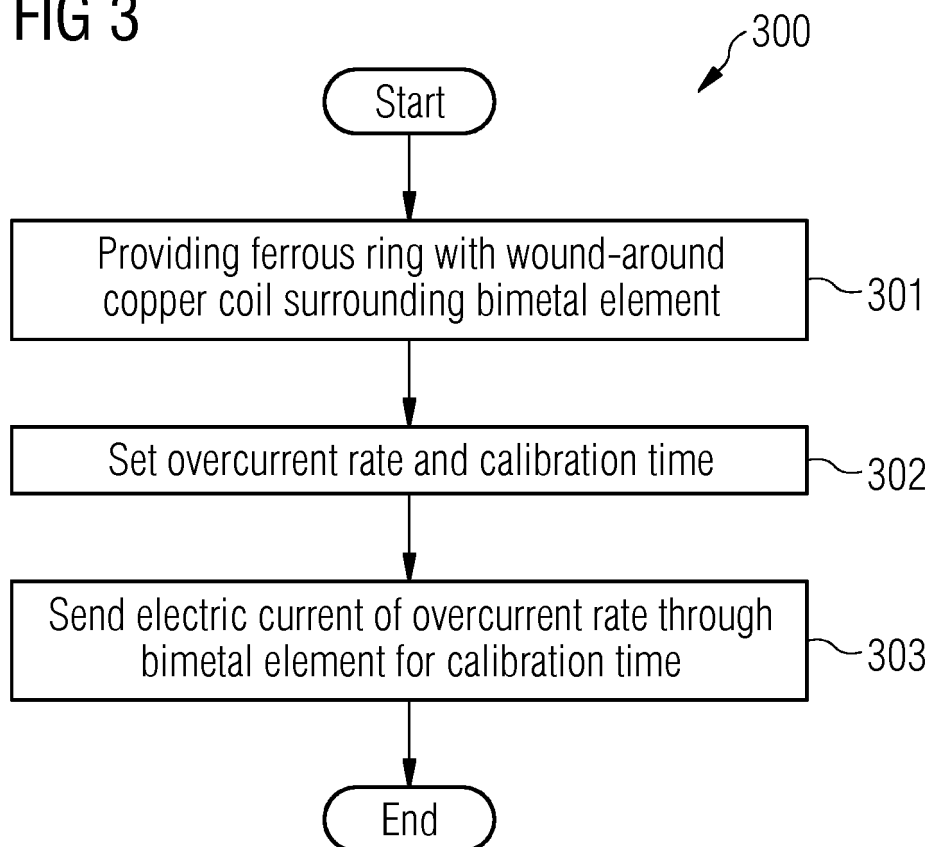 FIG 3
300
Start
Providing ferrous ring with wound-around
copper coil surrounding bimetal element
301
Set overcurrent rate and calibration time
302
Send electric current of overcurrent rate through
bimetal element for calibration time
303
End